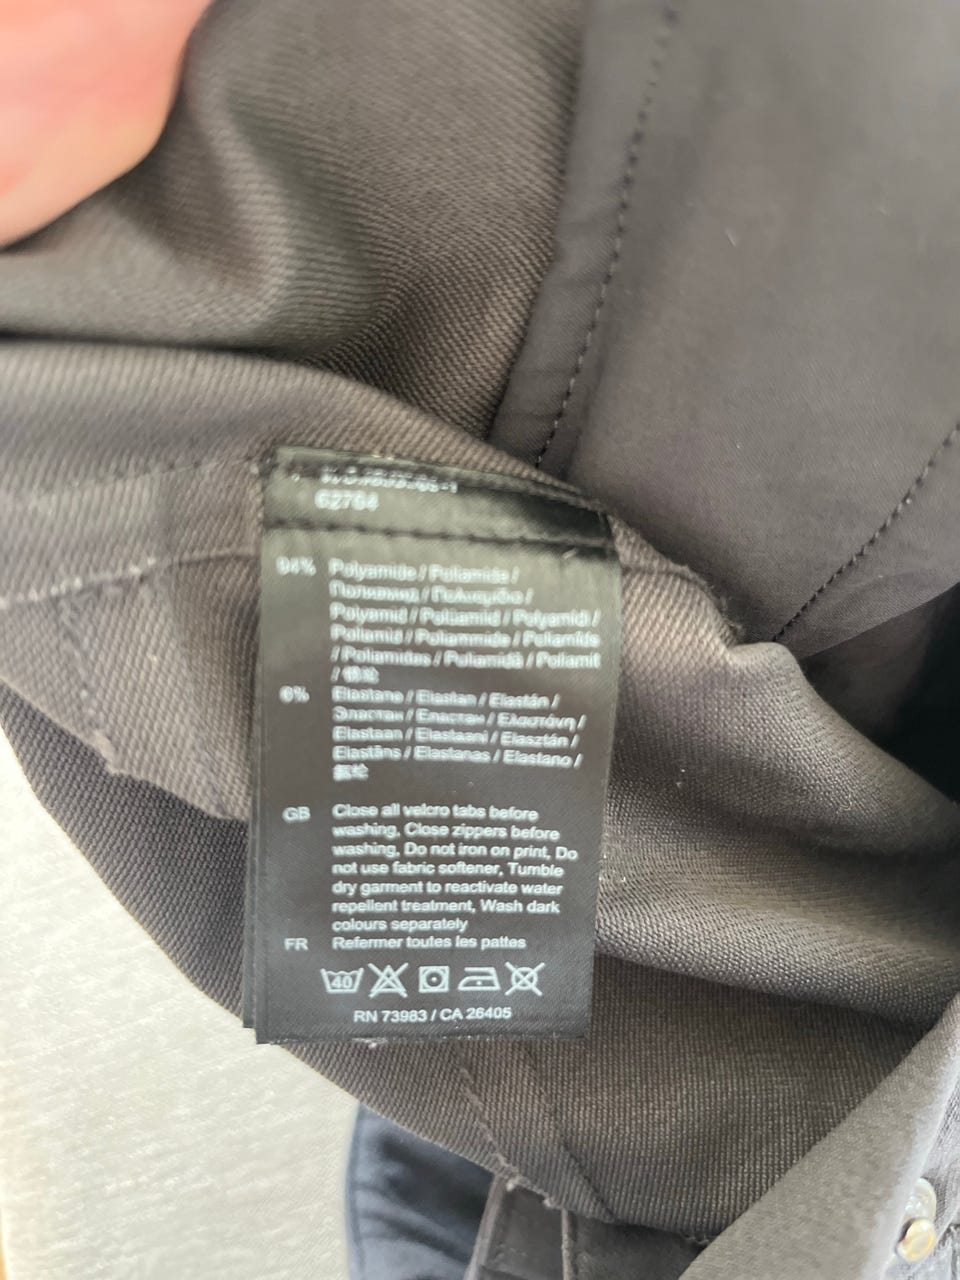 62794
94% Polyamide / Poliamida /
Полиамид / Πολυαμίδιο /
Polyamid / Polüamiid / Polyamidi /
Poliamid / Poliammide / Poliamīds
/ Poliamidas / Poliamidă / Poliamit
/
6% Elastane / Elastan / Elastán /
Эластан / Еластан / Ελαστάνη /
Elastaan / Elastaani / Elasztán /
Elastāns / Elastanas / Elastano /
GB Close all velcro tabs before
washing, Close zippers before
washing, Do not iron on print, Do
not use fabric softener, Tumble
dry garment to reactivate water
repellent treatment, Wash dark
colours separately
FR Refermer toutes les pattes
40
RN 73983 / CA 26405